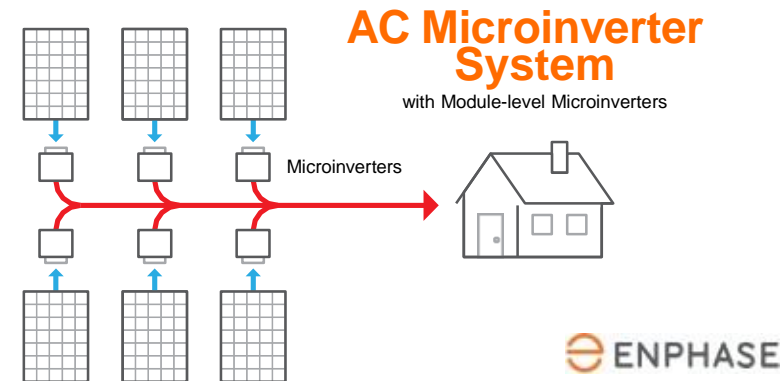 AC Microinverter
System
with Module-level Microinverters
Microinverters
ENPHASE